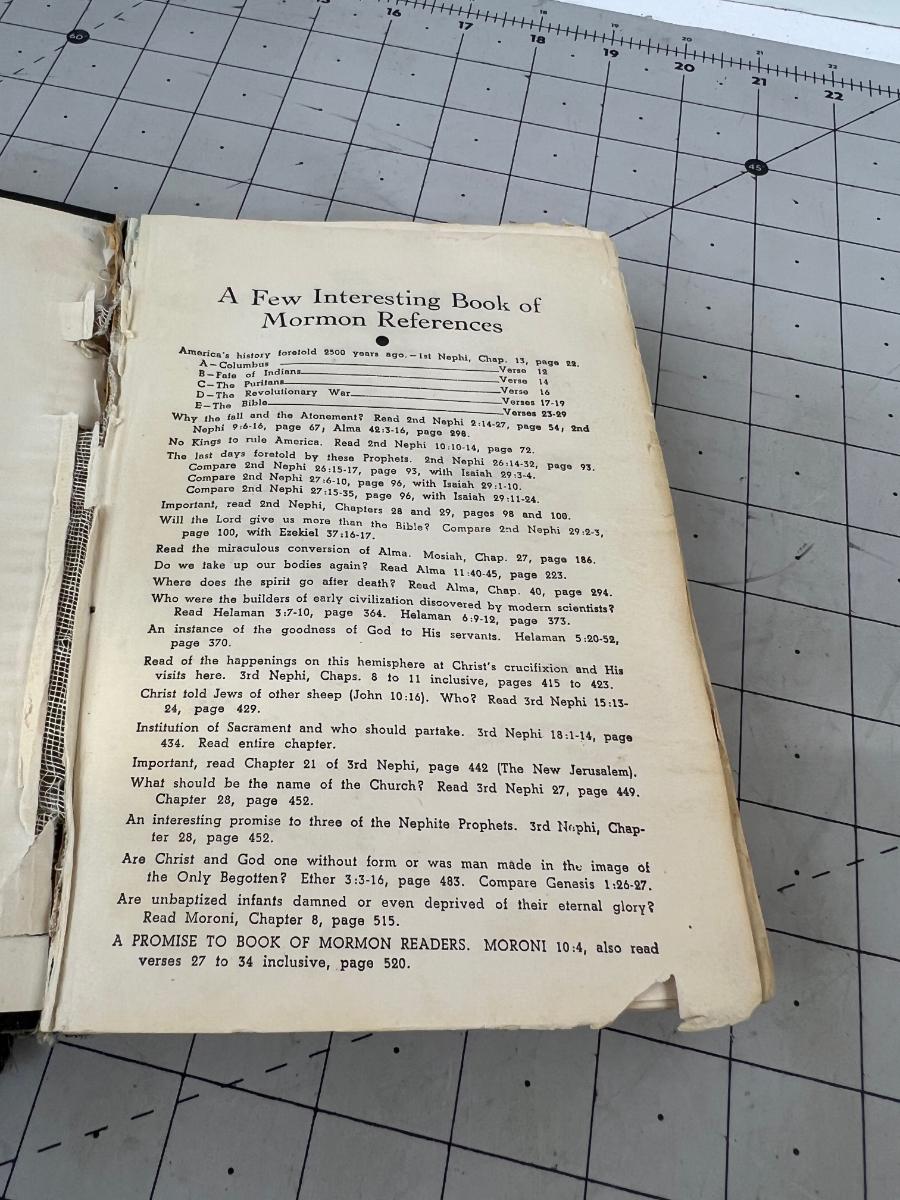 15 16 17 18 19 20 21 22
18 19 20 21 22
60°
45
A Few Interesting Book of
Mormon References
America's history foretold 2500 years ago.—1st Nephi, Chap. 13, page 22.
A—Columbus Verse 12
B—Fate of Indians Verse 14
C—The Puritans Verse 16
D—The Revolutionary War Verses 17-19
E—The Bible Verses 23-29
Why the fall and the Atonement? Read 2nd Nephi 2:14-27, page 54; 2nd
Nephi 9:6-16, page 67; Alma 42:3-16, page 298.
No Kings to rule America. Read 2nd Nephi 10:10-14, page 72.
The last days foretold by these Prophets. 2nd Nephi 26:14-32, page 93.
Compare 2nd Nephi 26:15-17, page 93, with Isaiah 29:3-4.
Compare 2nd Nephi 27:6-10, page 96, with Isaiah 29:1-10.
Compare 2nd Nephi 27:15-35, page 96, with Isaiah 29:11-24.
Important, read 2nd Nephi, Chapters 28 and 29, pages 98 and 100.
Will the Lord give us more than the Bible? Compare 2nd Nephi 29:2-3,
page 100, with Ezekiel 37:16-17.
Read the miraculous conversion of Alma. Mosiah, Chap. 27, page 186.
Do we take up our bodies again? Read Alma 11:40-45, page 223.
Where does the spirit go after death? Read Alma, Chap. 40, page 294.
Who were the builders of early civilization discovered by modern scientists?
Read Helaman 3:7-10, page 364. Helaman 6:9-12, page 373.
An instance of the goodness of God to His servants. Helaman 5:20-52,
page 370.
Read of the happenings on this hemisphere at Christ's crucifixion and His
visits here. 3rd Nephi, Chaps. 8 to 11 inclusive, pages 415 to 423.
Christ told Jews of other sheep (John 10:16). Who? Read 3rd Nephi 15:13-
24, page 429.
Institution of Sacrament and who should partake. 3rd Nephi 18:1-14, page
434. Read entire chapter.
Important, read Chapter 21 of 3rd Nephi, page 442 (The New Jerusalem).
What should be the name of the Church? Read 3rd Nephi 27, page 449.
Chapter 28, page 452.
An interesting promise to three of the Nephite Prophets. 3rd Nephi, Chap-
ter 28, page 452.
Are Christ and God one without form or was man made in the image of
the Only Begotten? Ether 3:3-16, page 483. Compare Genesis 1:26-27.
Are unbaptized infants damned or even deprived of their eternal glory?
Read Moroni, Chapter 8, page 515.
A PROMISE TO BOOK OF MORMON READERS. MORONI 10:4, also read
verses 27 to 34 inclusive, page 520.